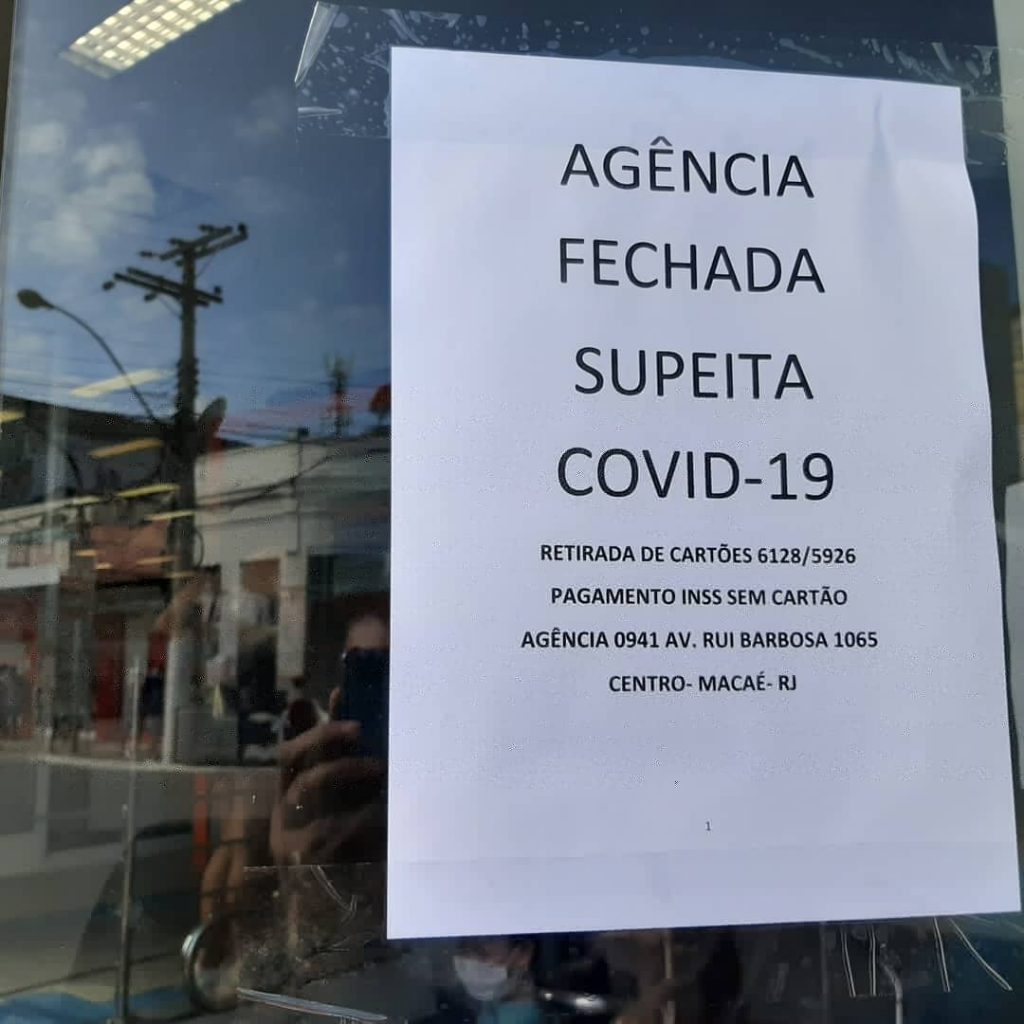 AGÊNCIA
FECHADA
SUPEITA
COVID-19
RETIRADA DE CARTÕES 6128/5926
PAGAMENTO INSS SEM CARTÃO
AGÊNCIA 0941 AV. RUI BARBOSA 1065
CENTRO- MACAÉ- RJ
1